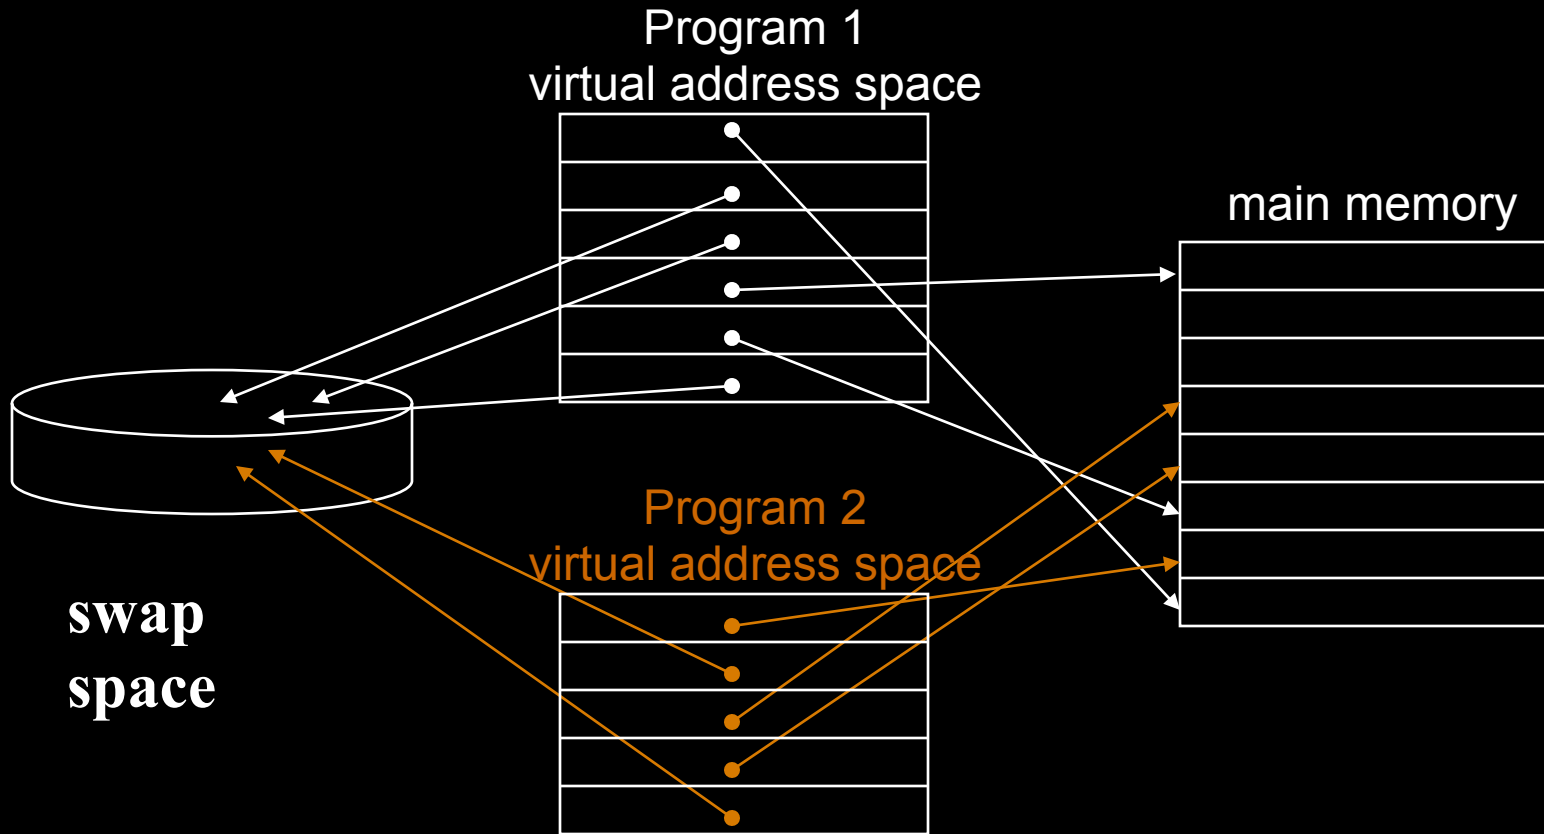 Program 1
virtual address space
main memory
Program 2
virtual address space
swap
space